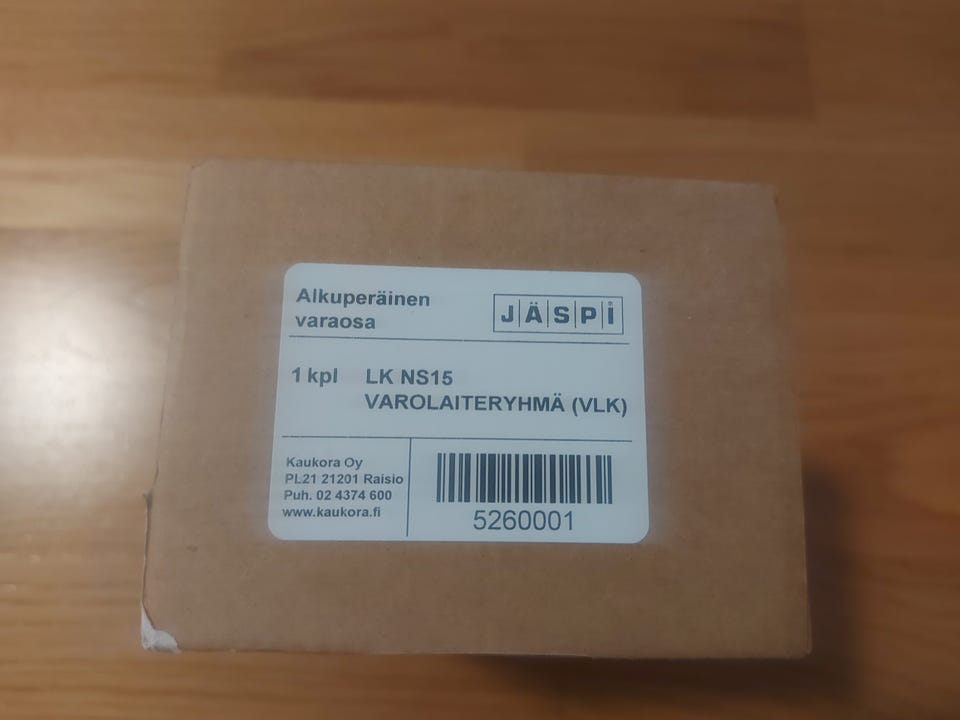 Alkuperäinen
varaosa
JÄSPI
1 kpl LK NS15
VAROLAITERYHMÄ (VLK)
Kaukora Oy
PL21 21201 Raisio
Puh. 02 4374 600
www.kaukora.fi
5260001